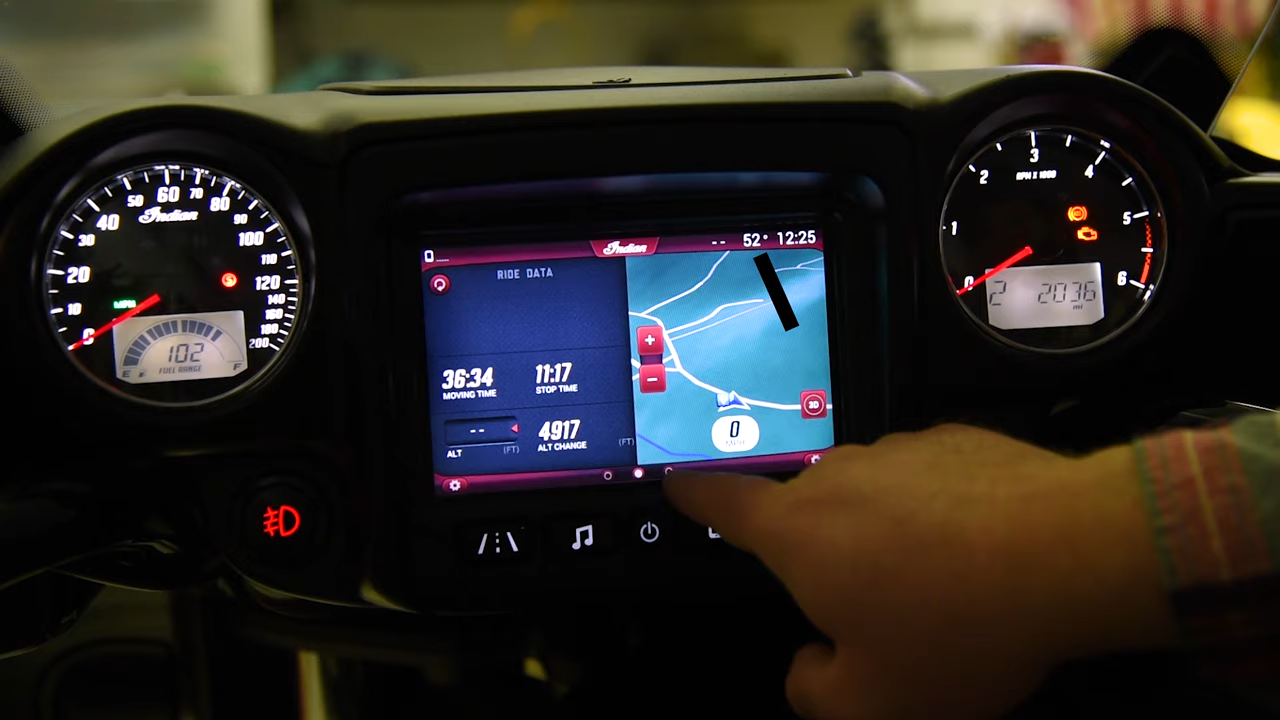 60
50 70
40 80
Indian
30 90
100
20 110
120
MPH 140
10 160
180
0 200
102
E F
FUEL RANGE
Indian -- 52° 12:25
RIDE DATA
36:34 11:17
MOVING TIME STOP TIME
-- 4917
ALT (FT) ALT CHANGE (FT)
+
-
3D
0
MPH
3
2 4
RPM X 1000
1 5
ABS
0 6
2 2036
mi